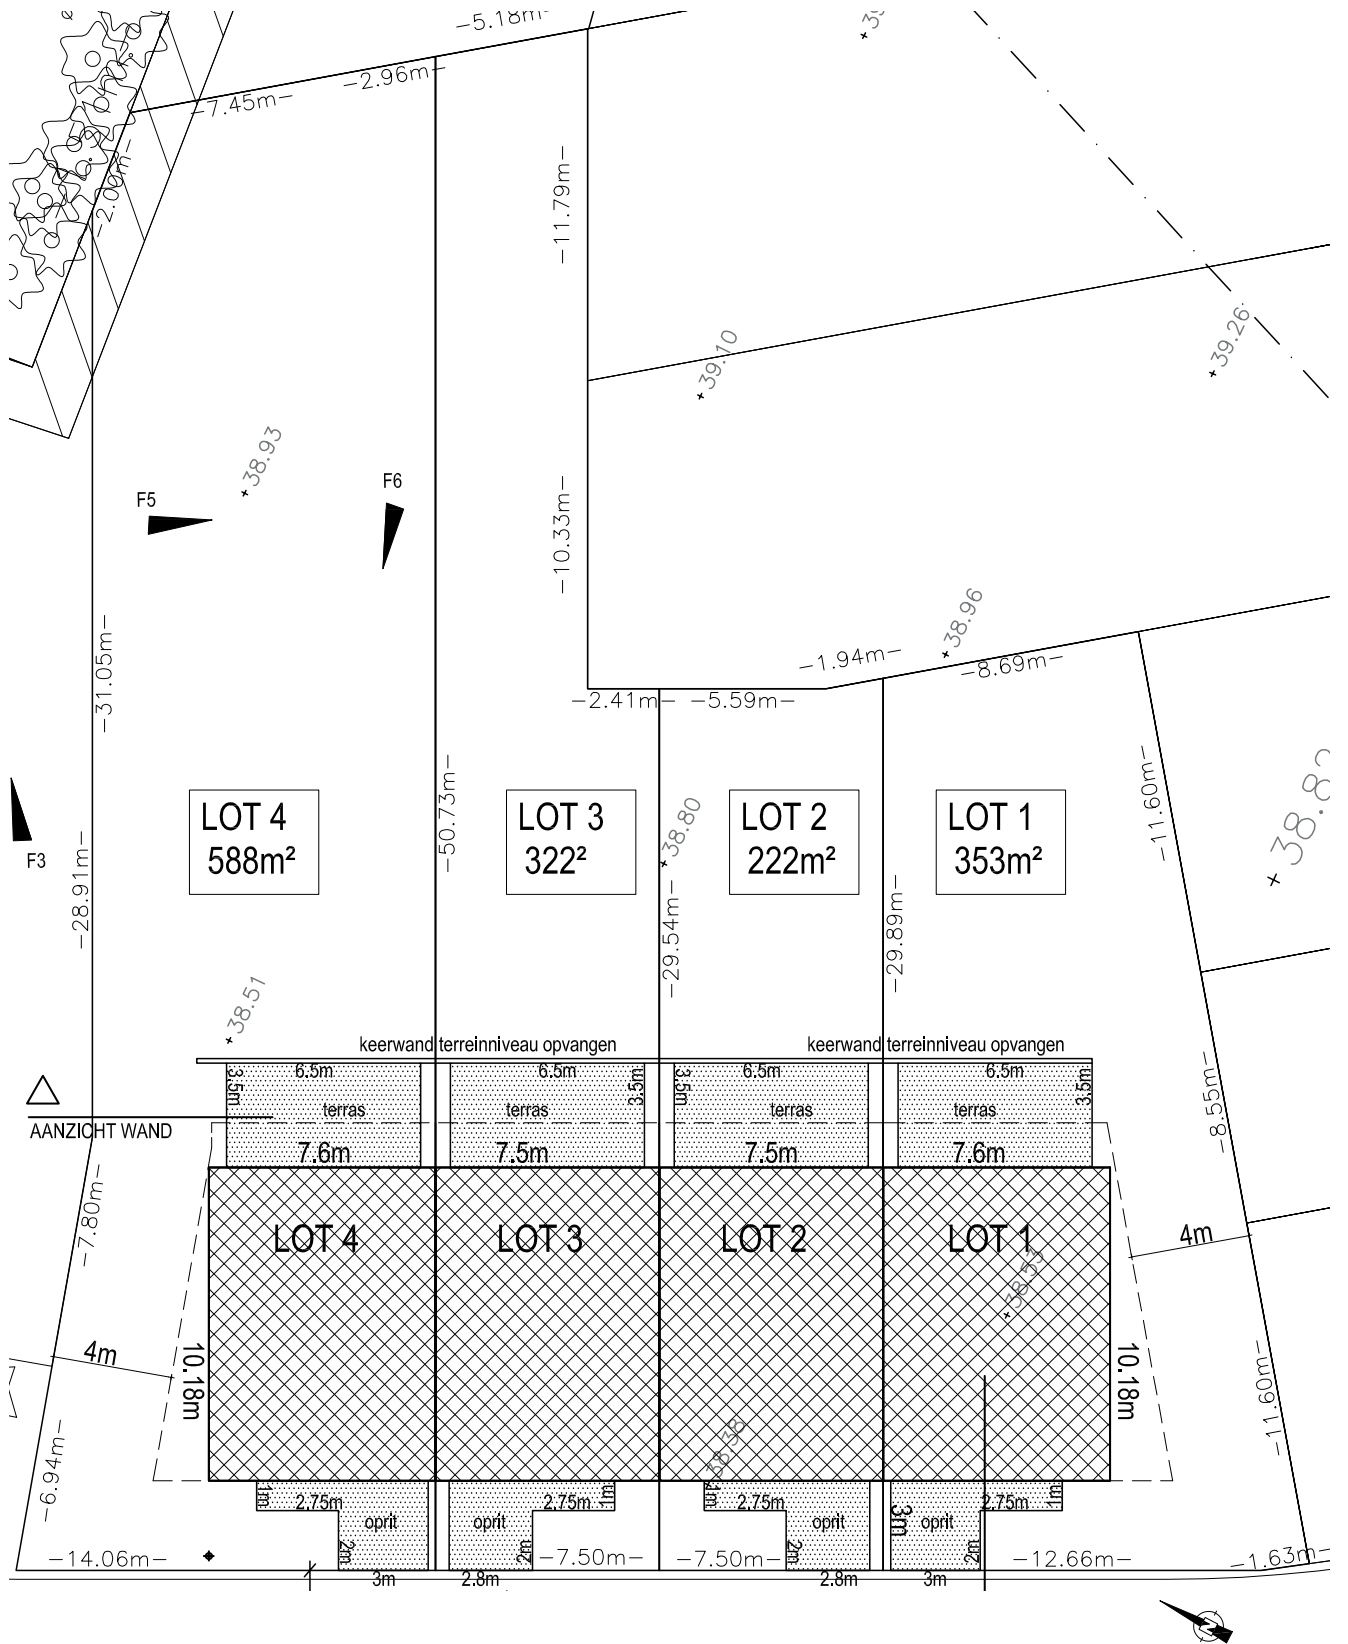 -5.18m-
-2.96m-
-7.45m-
-2.00m-
-11.79m-
39.10
39.26
38.93
F5
F6
-10.33m-
38.96
-1.94m-
-8.69m-
-31.05m-
-2.41m-
-5.59m-
-50.73m-
-11.60m-
LOT 4
588m²
LOT 3
322²
LOT 2
222m²
LOT 1
353m²
38.80
F3
-28.91m-
-29.54m-
-29.89m-
38.51
keerwand terreinniveau opvangen
keerwand terreinniveau opvangen
3.5m
6.5m
6.5m
3.5m
3.5m
6.5m
6.5m
3.5m
terras
terras
terras
terras
AANZICHT WAND
7.6m
7.5m
7.5m
7.6m
-8.55m-
-7.80m-
LOT 4
LOT 3
LOT 2
LOT 1
4m
38.53
4m
10.18m
10.18m
-11.60m-
38.38
-6.94m-
1m
2.75m
2.75m
1m
1m
2.75m
2.75m
1m
oprit
oprit
oprit
3m
oprit
2m
2m
2m
2m
-14.06m-
-7.50m-
-7.50m-
-12.66m-
-1.63m-
3m
2.8m
2.8m
3m
N